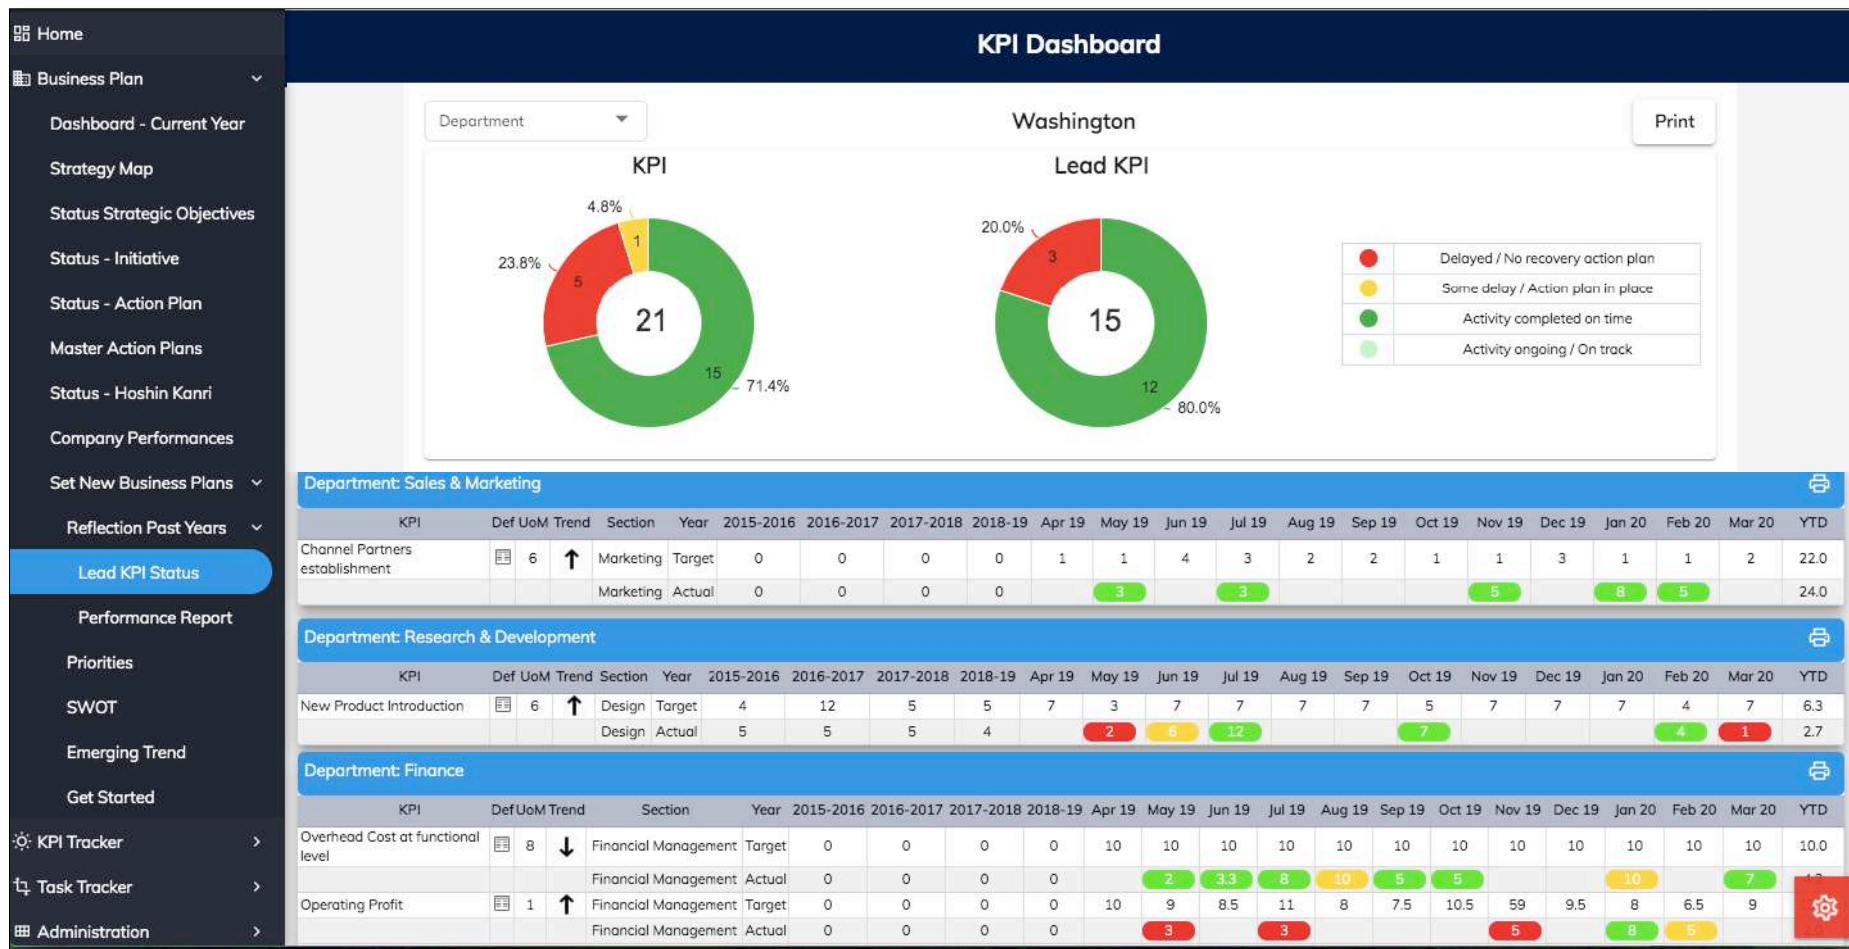 Home
Business Plan
Dashboard - Current Year
Strategy Map
Status Strategic Objectives
Status - Initiative
Status - Action Plan
Master Action Plans
Status - Hoshin Kanri
Company Performances
Set New Business Plans
Reflection Past Years
Lead KPI Status
Performance Report
Priorities
SWOT
Emerging Trend
Get Started
KPI Tracker
Task Tracker
Administration
KPI Dashboard
Department
Washington
Print
KPI
4.8%
1
23.8%
5
21
15
71.4%
Lead KPI
20.0%
3
15
12
80.0%
Delayed / No recovery action plan
Some delay / Action plan in place
Activity completed on time
Activity ongoing / On track
Department: Sales & Marketing
KPI Def UoM Trend Section Year 2015-2016 2016-2017 2017-2018 2018-19 Apr 19 May 19 Jun 19 Jul 19 Aug 19 Sep 19 Oct 19 Nov 19 Dec 19 Jan 20 Feb 20 Mar 20 YTD
Channel Partners
establishment 6 Marketing Target 0 0 0 0 1 1 4 3 2 2 1 1 3 1 1 2 22.0
Marketing Actual 0 0 0 0 3 3 5 8 5 24.0
Department: Research & Development
KPI Def UoM Trend Section Year 2015-2016 2016-2017 2017-2018 2018-19 Apr 19 May 19 Jun 19 Jul 19 Aug 19 Sep 19 Oct 19 Nov 19 Dec 19 Jan 20 Feb 20 Mar 20 YTD
New Product Introduction 6 Design Target 4 12 5 5 7 3 7 7 7 7 5 7 7 7 4 7 6.3
Design Actual 5 5 5 4 2 6 12 7 4 1 2.7
Department: Finance
KPI Def UoM Trend Section Year 2015-2016 2016-2017 2017-2018 2018-19 Apr 19 May 19 Jun 19 Jul 19 Aug 19 Sep 19 Oct 19 Nov 19 Dec 19 Jan 20 Feb 20 Mar 20 YTD
Overhead Cost at functional
level 8 Financial Management Target 0 0 0 0 10 10 10 10 10 10 10 10 10 10 10 10 10.0
Financial Management Actual 0 0 0 0 2 3.3 8 10 5 5 10 7
Operating Profit 1 Financial Management Target 0 0 0 0 10 9 8.5 11 8 7.5 10.5 59 9.5 8 6.5 9
Financial Management Actual 0 0 0 0 3 3 5 8 5